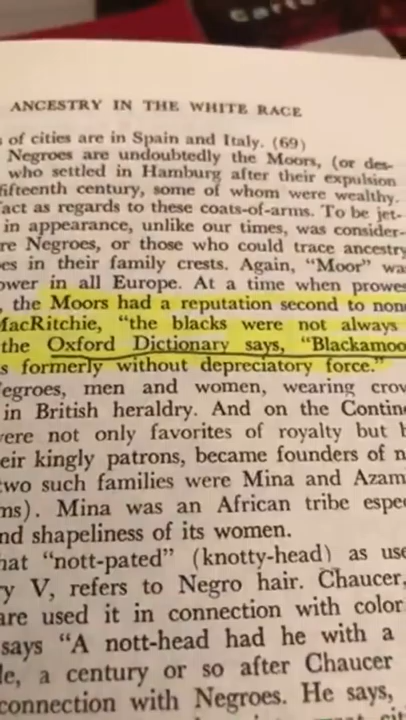 Carte
ANCESTRY IN THE WHITE RACE
s of cities are in Spain and Italy. (69)
Negroes are undoubtedly the Moors, (or des-
who settled in Hamburg after their expulsion
fifteenth century, some of whom were wealthy.
act as regards to these coats-of-arms. To be jet-
in appearance, unlike our times, was consider-
re Negroes, or those who could trace ancestry
es in their family crests. Again, "Moor" wa
ower in all Europe. At a time when prowes
, the Moors had a reputation second to non
MacRitchie, "the blacks were not always
the Oxford Dictionary says, "Blackamoo
s formerly without depreciatory force."
egroes, men and women, wearing crow
in British heraldry. And on the Contin
ere not only favorites of royalty but b
eir kingly patrons, became founders of n
two such families were Mina and Azam
ms). Mina was an African tribe espe
nd shapeliness of its women.
hat "nott-pated" (knotty-head) as use
y V, refers to Negro hair. Chaucer,
are used it in connection with color
says "A nott-head had he with a
le, a century or so after Chaucer
connection with Negroes. He says,